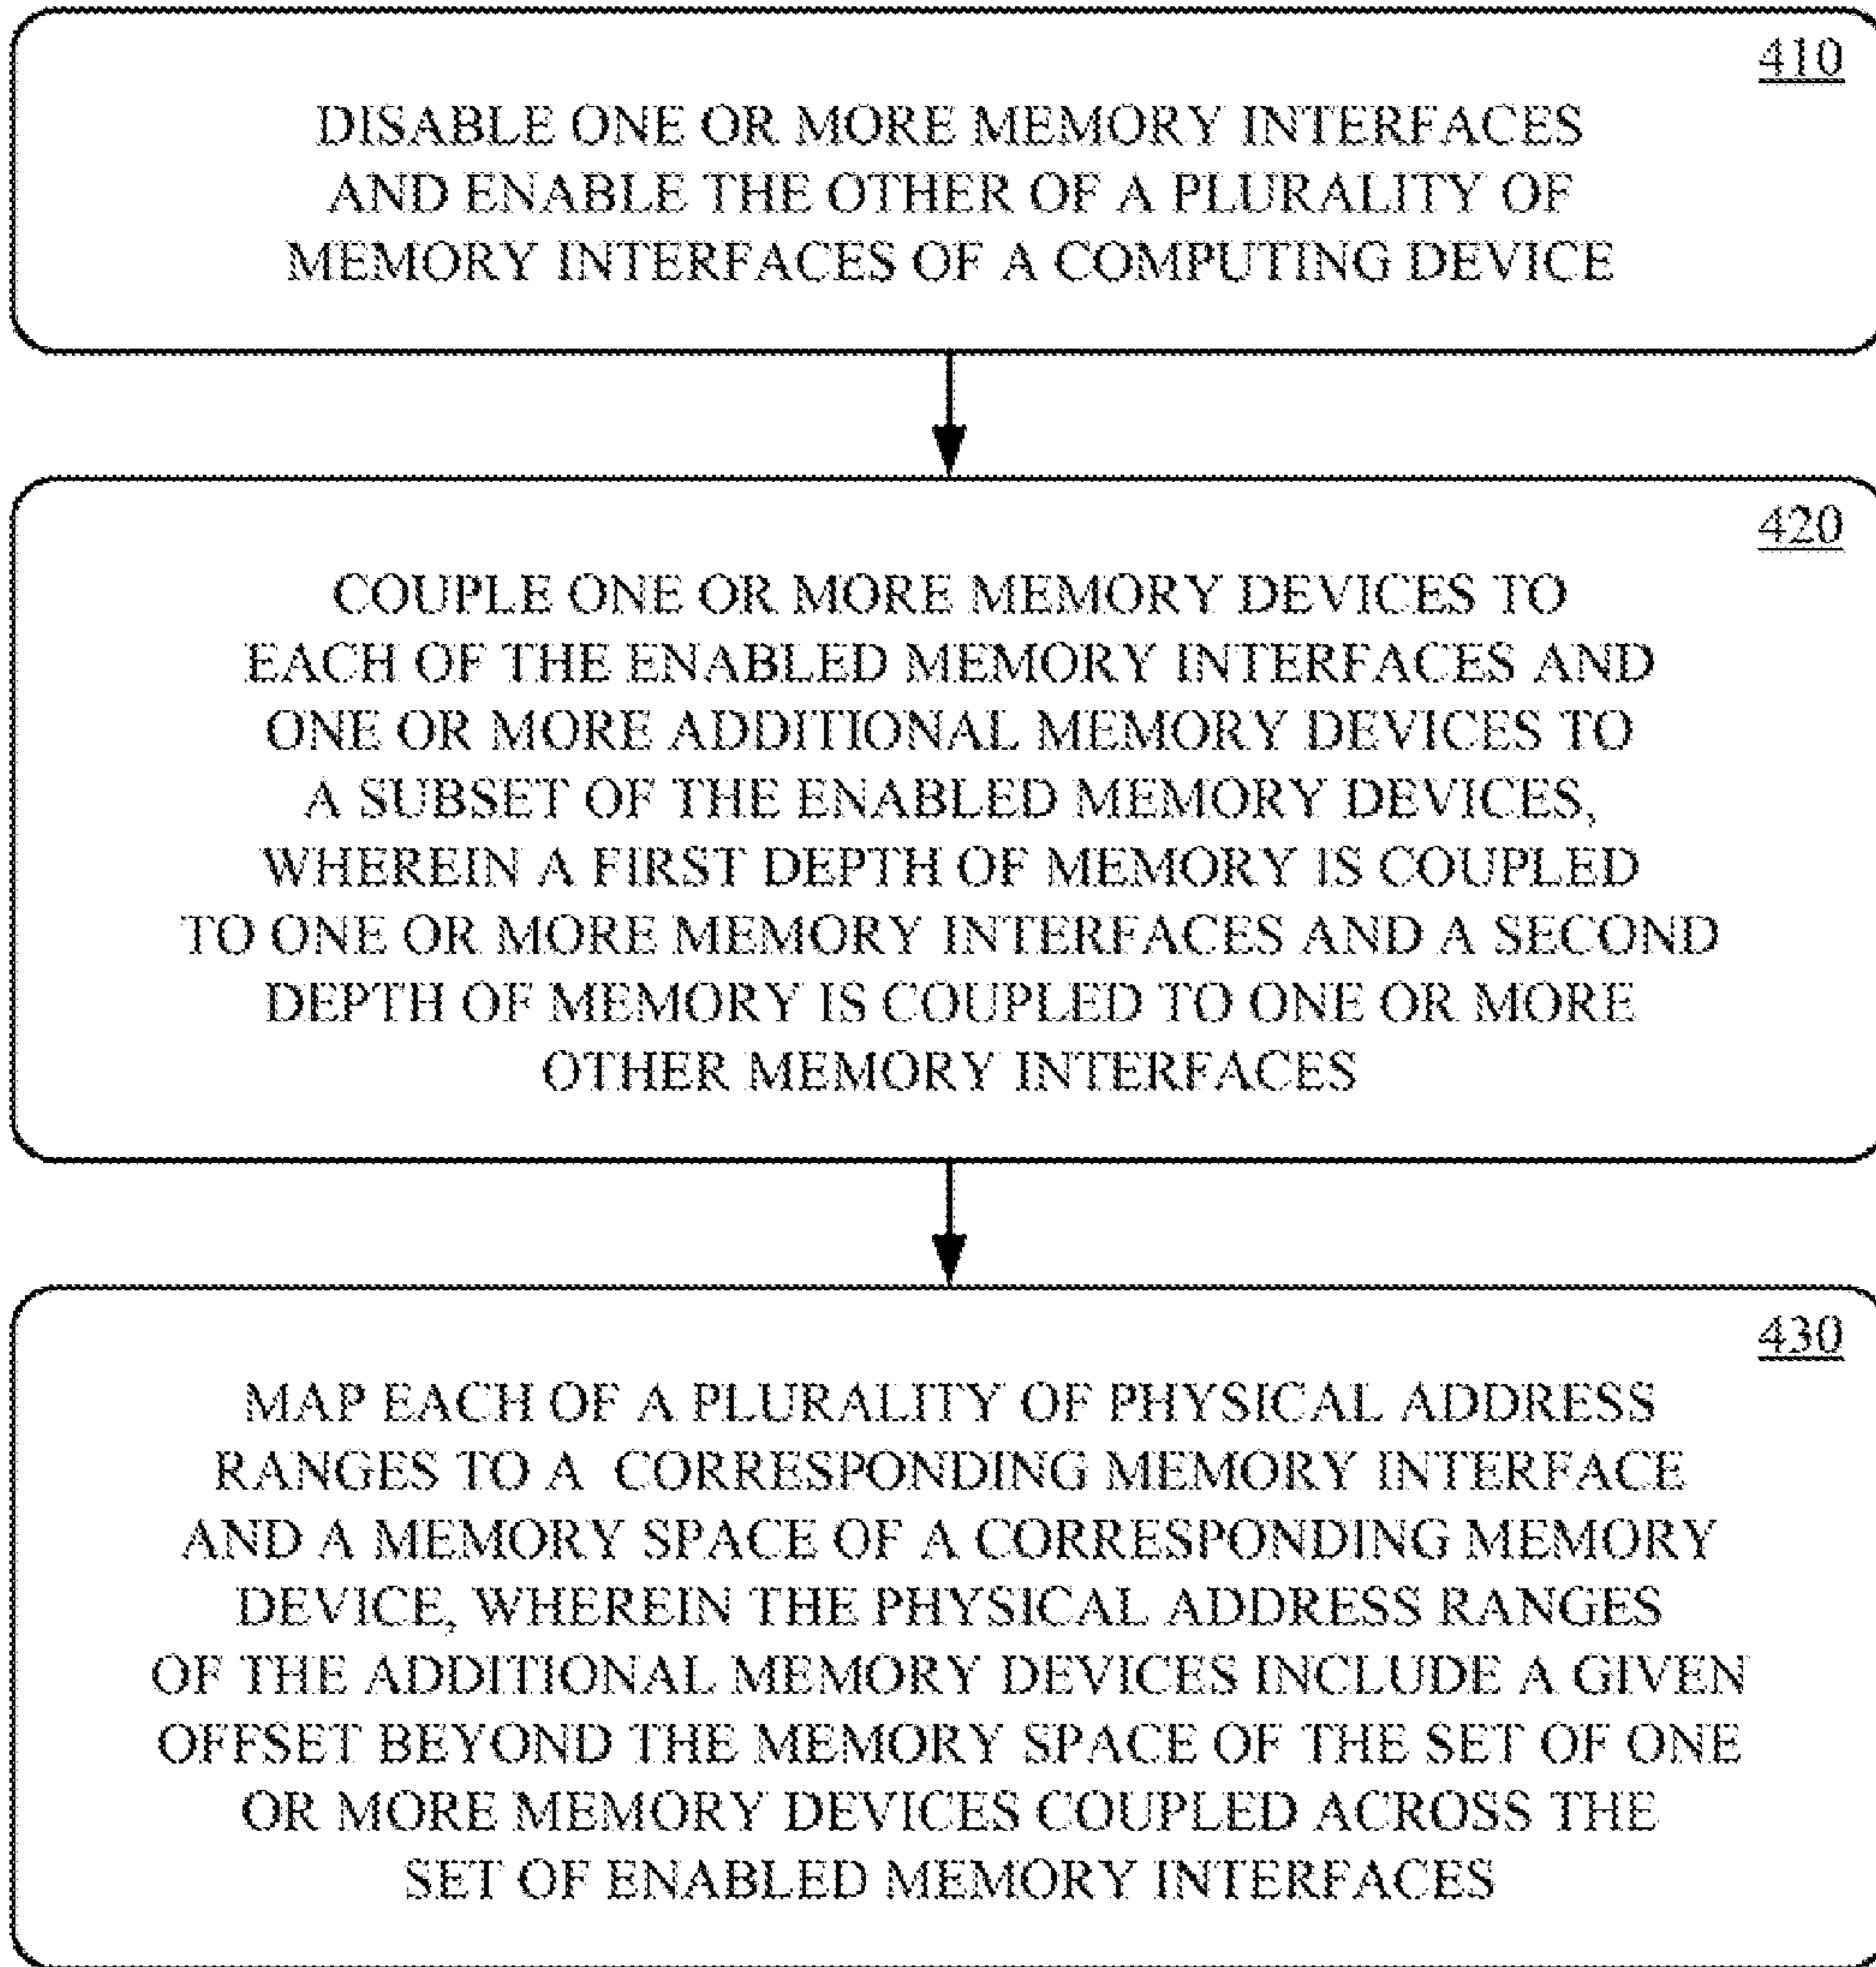 410
DISABLE ONE OR MORE MEMORY INTERFACES
AND ENABLE THE OTHER OF A PLURALITY OF
MEMORY INTERFACES OF A COMPUTING DEVICE
420
COUPLE ONE OR MORE MEMORY DEVICES TO
EACH OF THE ENABLED MEMORY INTERFACES AND
ONE OR MORE ADDITIONAL MEMORY DEVICES TO
A SUBSET OF THE ENABLED MEMORY DEVICES,
WHEREIN A FIRST DEPTH OF MEMORY IS COUPLED
TO ONE OR MORE MEMORY INTERFACES AND A SECOND
DEPTH OF MEMORY IS COUPLED TO ONE OR MORE
OTHER MEMORY INTERFACES
430
MAP EACH OF A PLURALITY OF PHYSICAL ADDRESS
RANGES TO A CORRESPONDING MEMORY INTERFACE
AND A MEMORY SPACE OF A CORRESPONDING MEMORY
DEVICE, WHEREIN THE PHYSICAL ADDRESS RANGES
OF THE ADDITIONAL MEMORY DEVICES INCLUDE A GIVEN
OFFSET BEYOND THE MEMORY SPACE OF THE SET OF ONE
OR MORE MEMORY DEVICES COUPLED ACROSS THE
SET OF ENABLED MEMORY INTERFACES